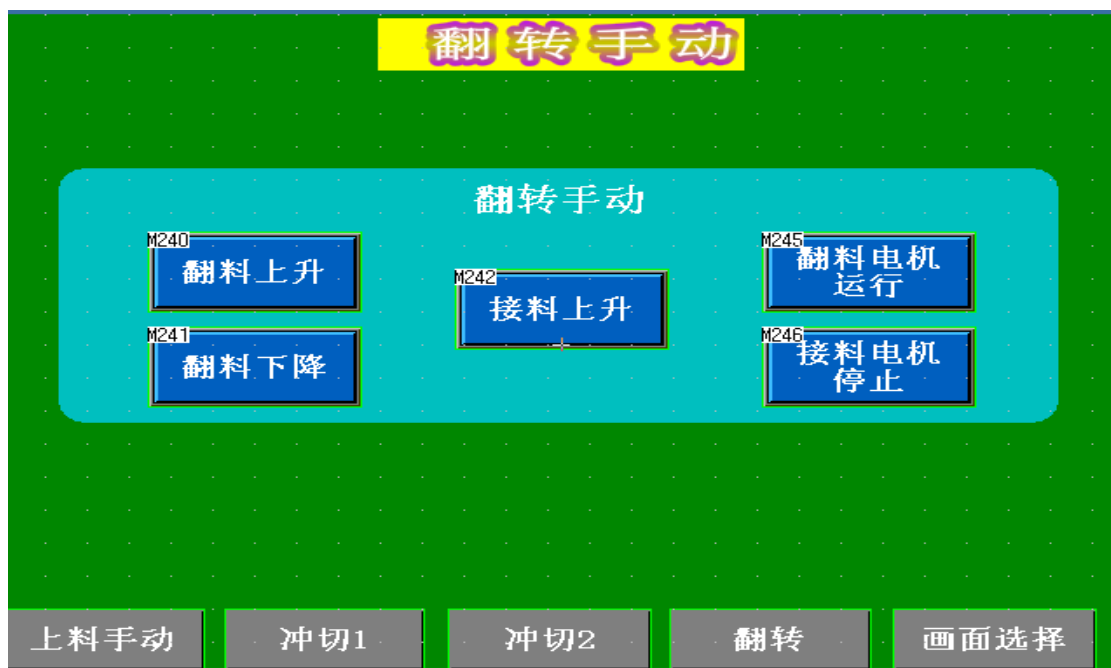 翻转手动
翻转手动
M240
翻料上升
M241
翻料下降
M242
接料上升
M245
翻料电机
运行
M246
接料电机
停止
上料手动
冲切1
冲切2
翻转
画面选择